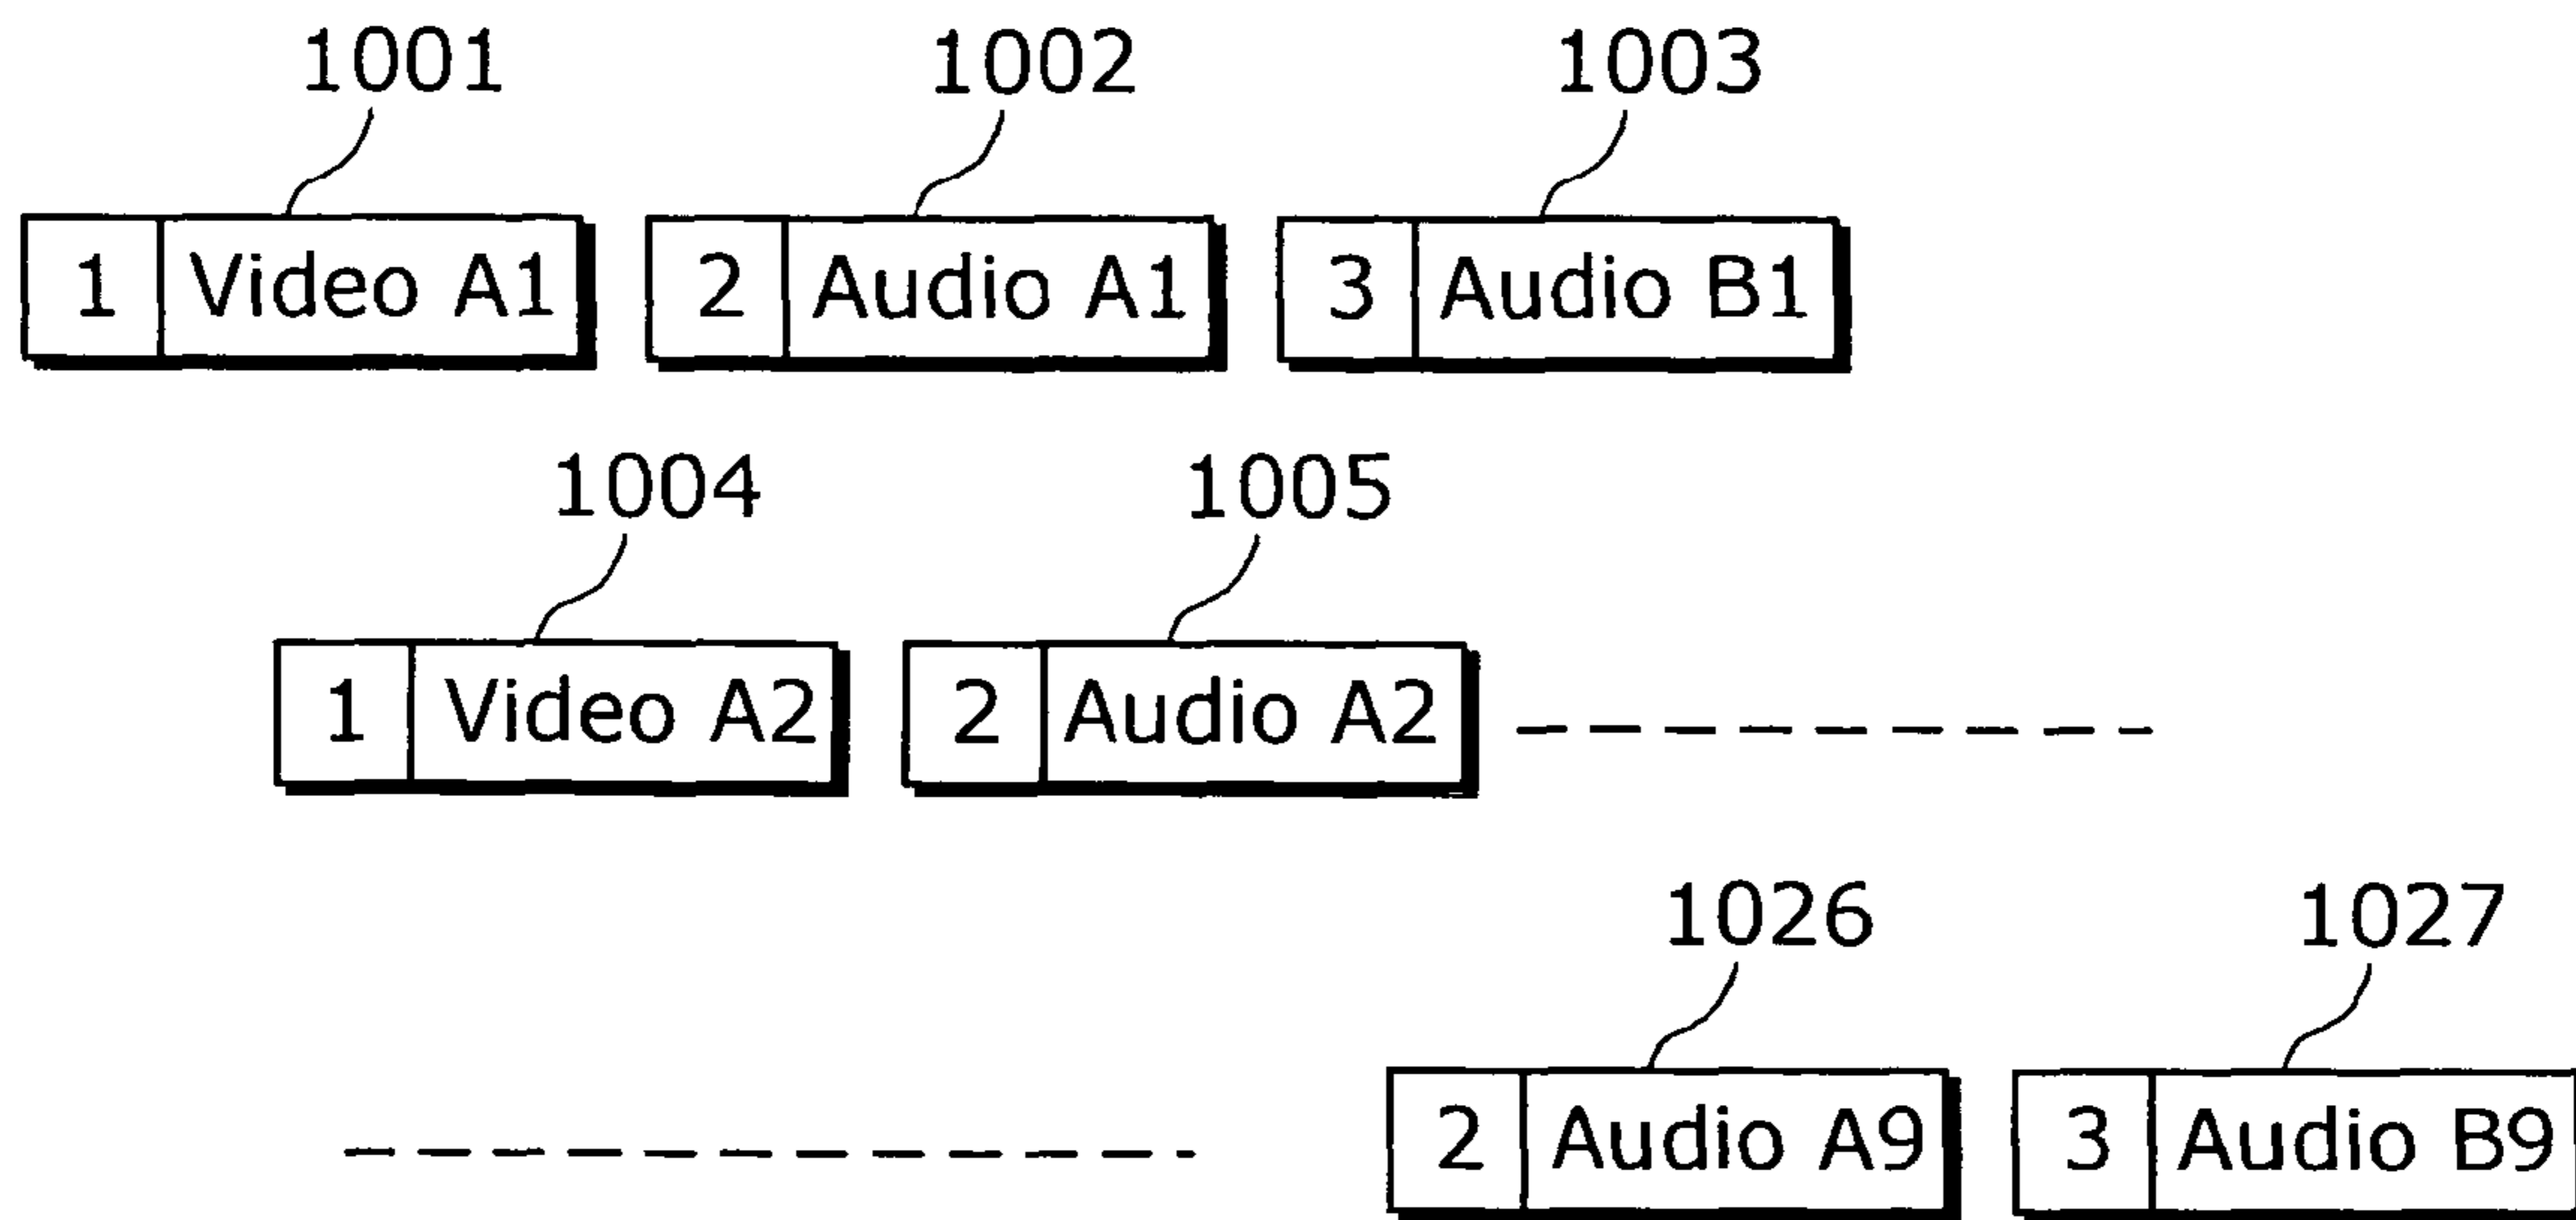 1001 1002 1003
1 Video A1 2 Audio A1 3 Audio B1
1004 1005
1 Video A2 2 Audio A2
1026 1027
2 Audio A9 3 Audio B9